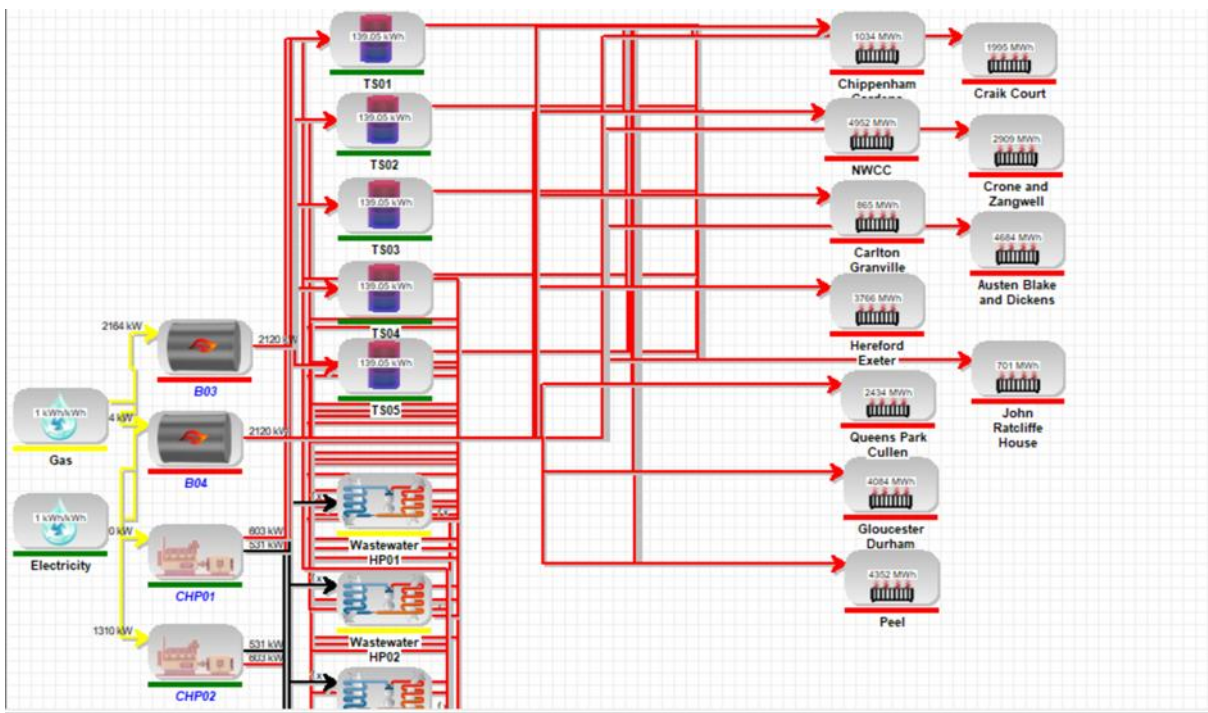 139.05 kWh
TS01
139.05 kWh
TS02
139.05 kWh
TS03
139.05 kWh
TS04
139.05 kWh
TS05
2164 kW
2120 kW
B03
1 kWh/kWh
Gas
4 kW
2120 kW
B04
1 kWh/kWh
Electricity
0 kW
603 kW
531 kW
CHP01
1310 kW
531 kW
603 kW
CHP02
Wastewater
HP01
Wastewater
HP02
1034 MWh
Chippenham
Gardens
1995 MWh
Craik Court
4952 MWh
NWCC
2909 MWh
Crone and
Zangwell
865 MWh
Carlton
Granville
4684 MWh
Austen Blake
and Dickens
3766 MWh
Hereford
Exeter
701 MWh
John
Ratcliffe
House
2434 MWh
Queens Park
Cullen
4084 MWh
Gloucester
Durham
4352 MWh
Peel